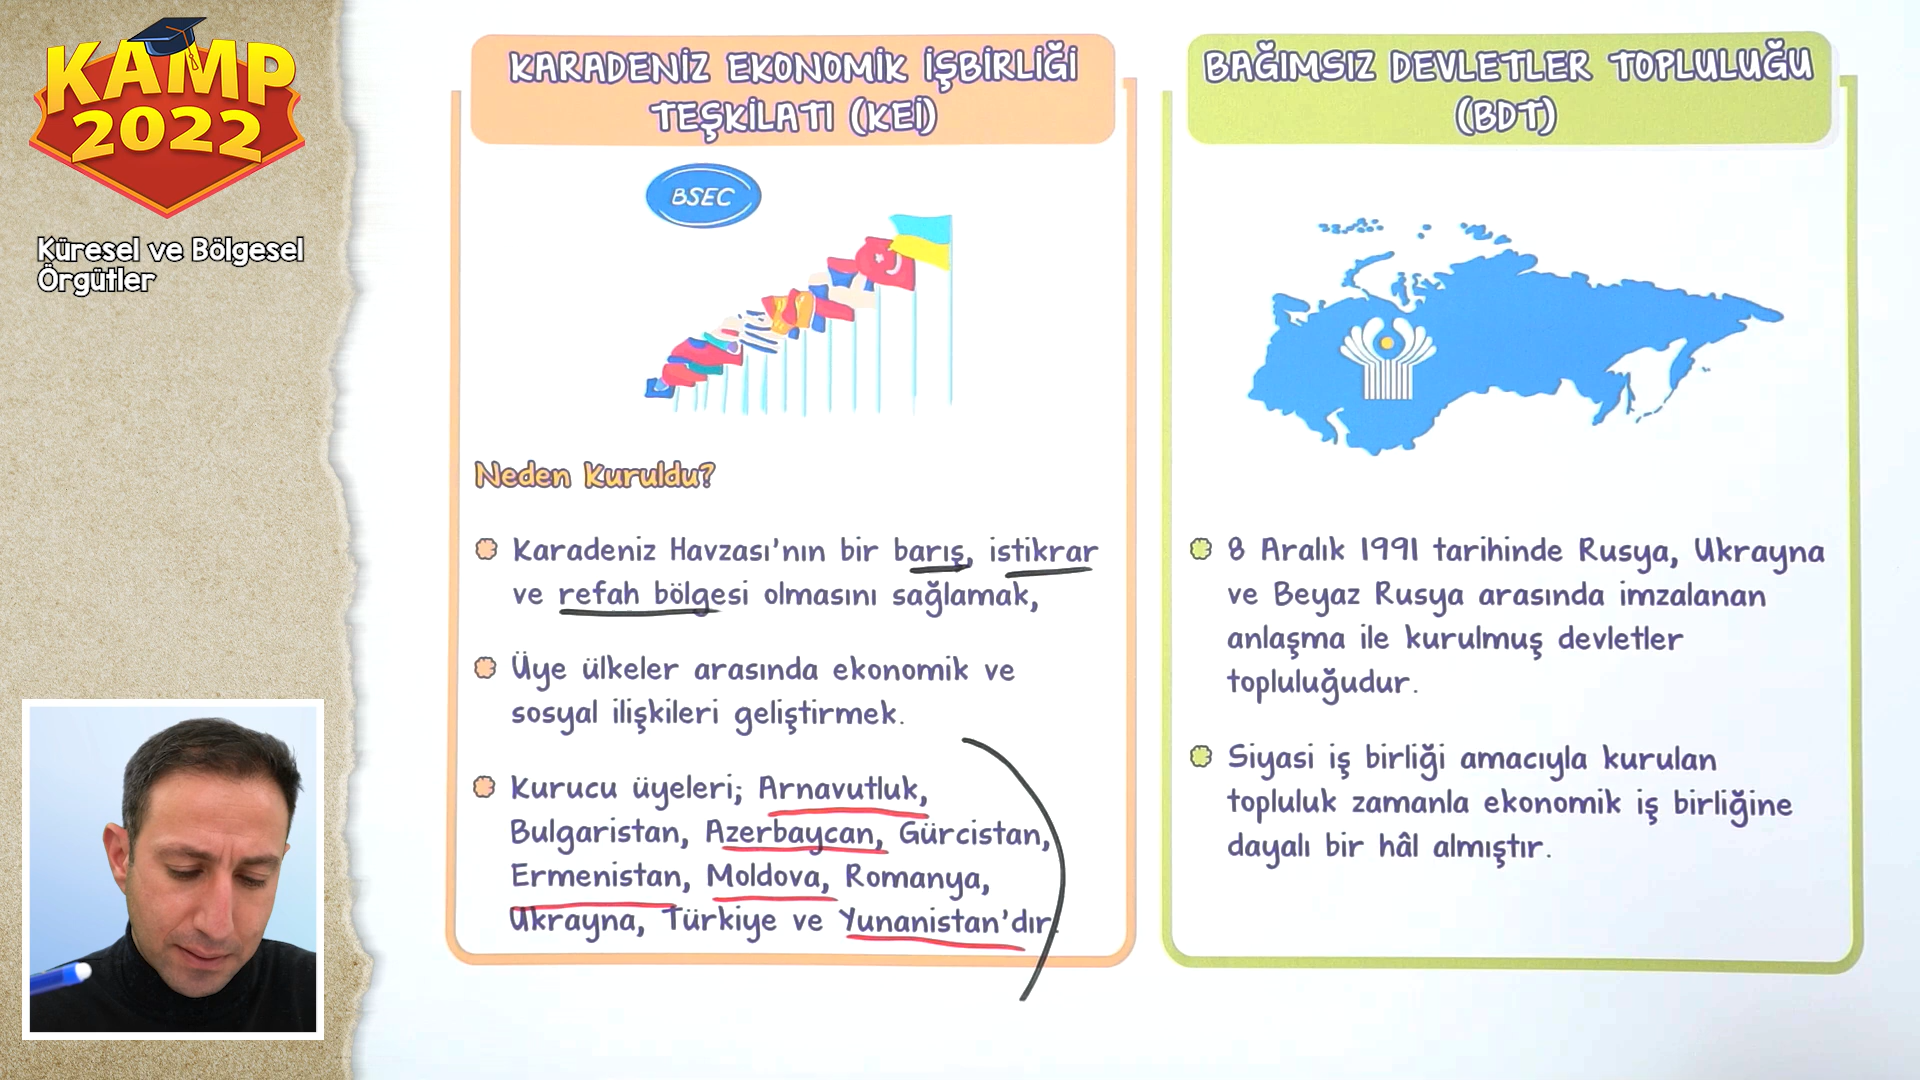 KAMP
2022
Küresel ve Bölgesel
Örgütler
KARADENİZ EKONOMİK İŞBİRLİĞİ
TEŞKİLATI (KEİ)
BSEC
Neden Kuruldu?
Karadeniz Havzası'nın bir barış, istikrar
ve refah bölgesi olmasını sağlamak,
Üye ülkeler arasında ekonomik ve
sosyal ilişkileri geliştirmek.
Kurucu üyeleri; Arnavutluk,
Bulgaristan, Azerbaycan, Gürcistan,
Ermenistan, Moldova, Romanya,
Ukrayna, Türkiye ve Yunanistan'dır.
BAĞIMSIZ DEVLETLER TOPLULUĞU
(BDT)
8 Aralık 1991 tarihinde Rusya, Ukrayna
ve Beyaz Rusya arasında imzalanan
anlaşma ile kurulmuş devletler
topluluğudur.
Siyasi iş birliği amacıyla kurulan
topluluk zamanla ekonomik iş birliğine
dayalı bir hâl almıştır.